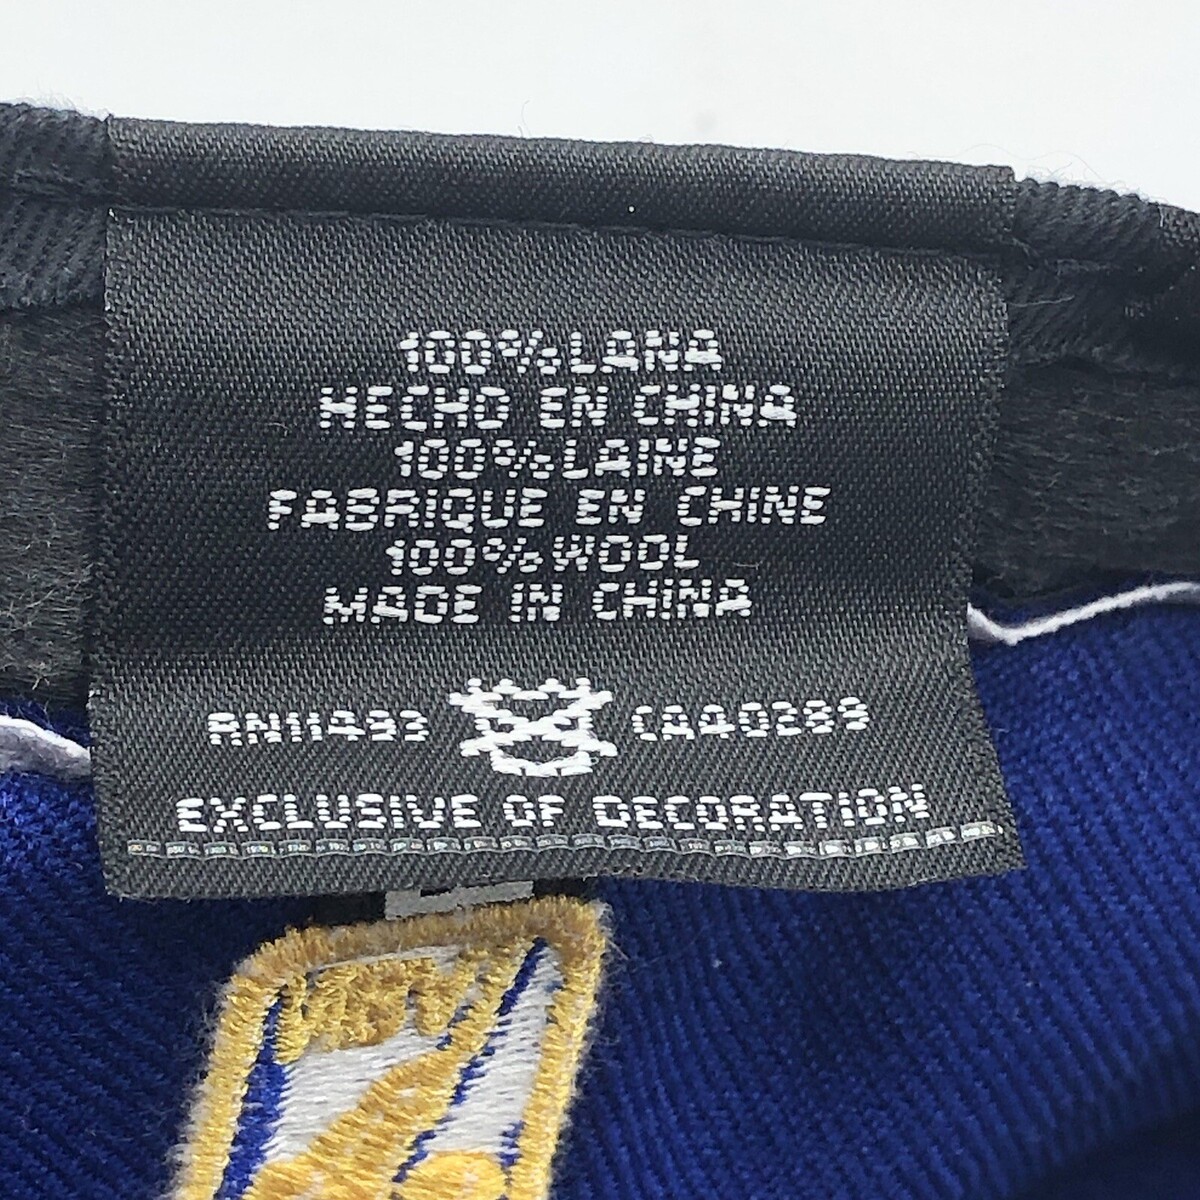 100% LANA
HECHO EN CHINA
100% LAINE
FABRIQUE EN CHINE
100% WOOL
MADE IN CHINA
RN11493 CA40289
EXCLUSIVE OF DECORATION